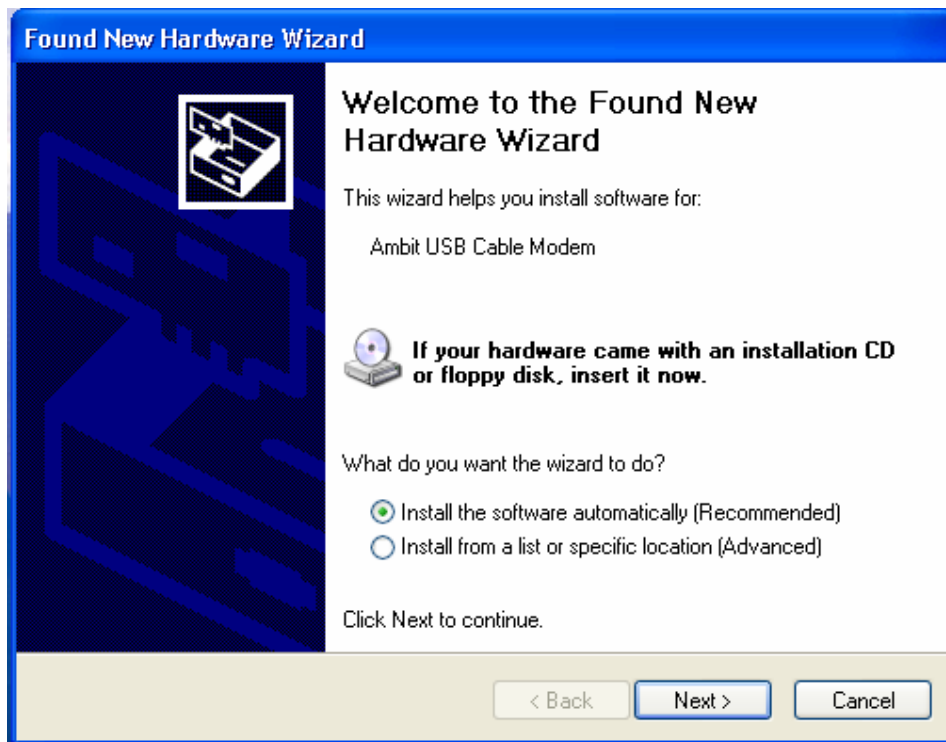 Found New Hardware Wizard
Welcome to the Found New
Hardware Wizard
This wizard helps you install software for:
Ambit USB Cable Modem
If your hardware came with an installation CD
or floppy disk, insert it now.
What do you want the wizard to do?
Install the software automatically (Recommended)
Install from a list or specific location (Advanced)
Click Next to continue.
< Back Next > Cancel